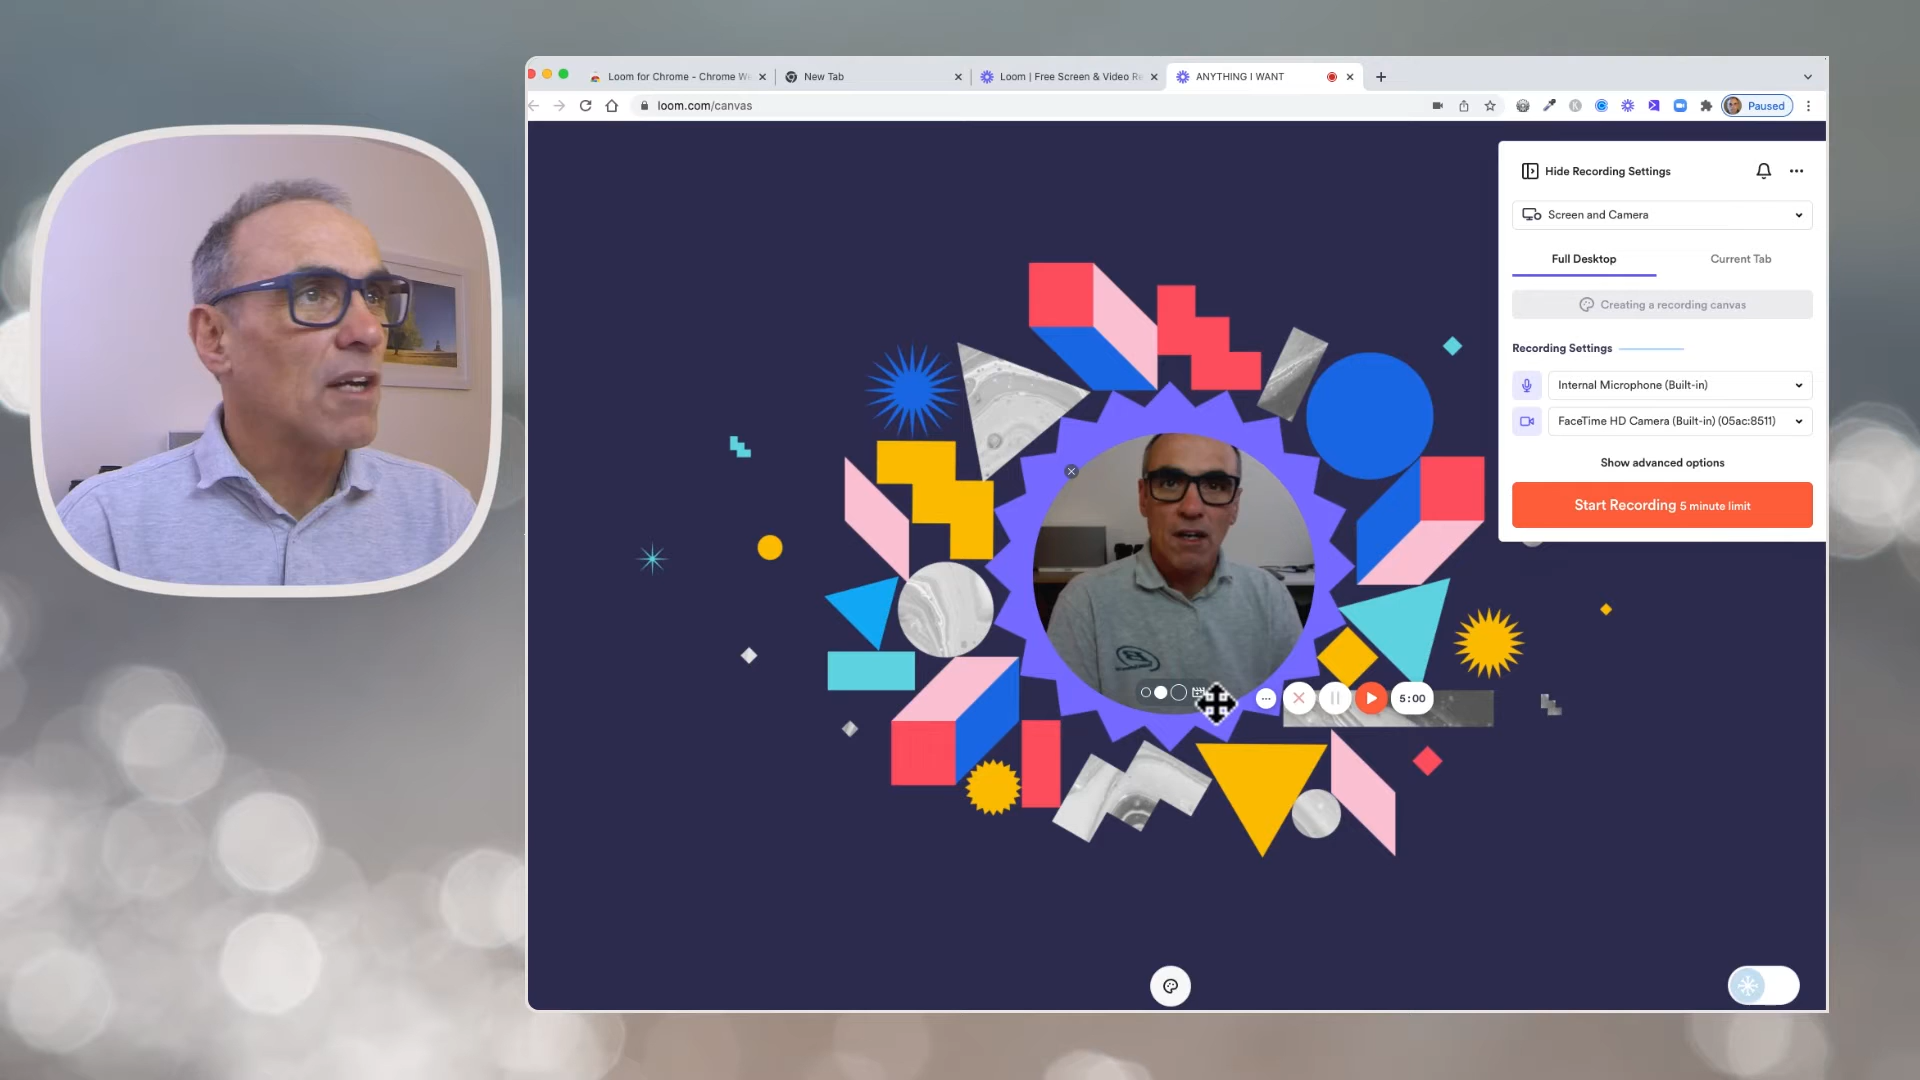 Loom for Chrome - Chrome We
New Tab
Loom | Free Screen & Video Re
ANYTHING I WANT
loom.com/canvas
Paused
Hide Recording Settings
Screen and Camera
Full Desktop
Current Tab
Creating a recording canvas
Recording Settings
Internal Microphone (Built-in)
FaceTime HD Camera (Built-in) (05ac:8511)
Show advanced options
Start Recording 5 minute limit
5:00